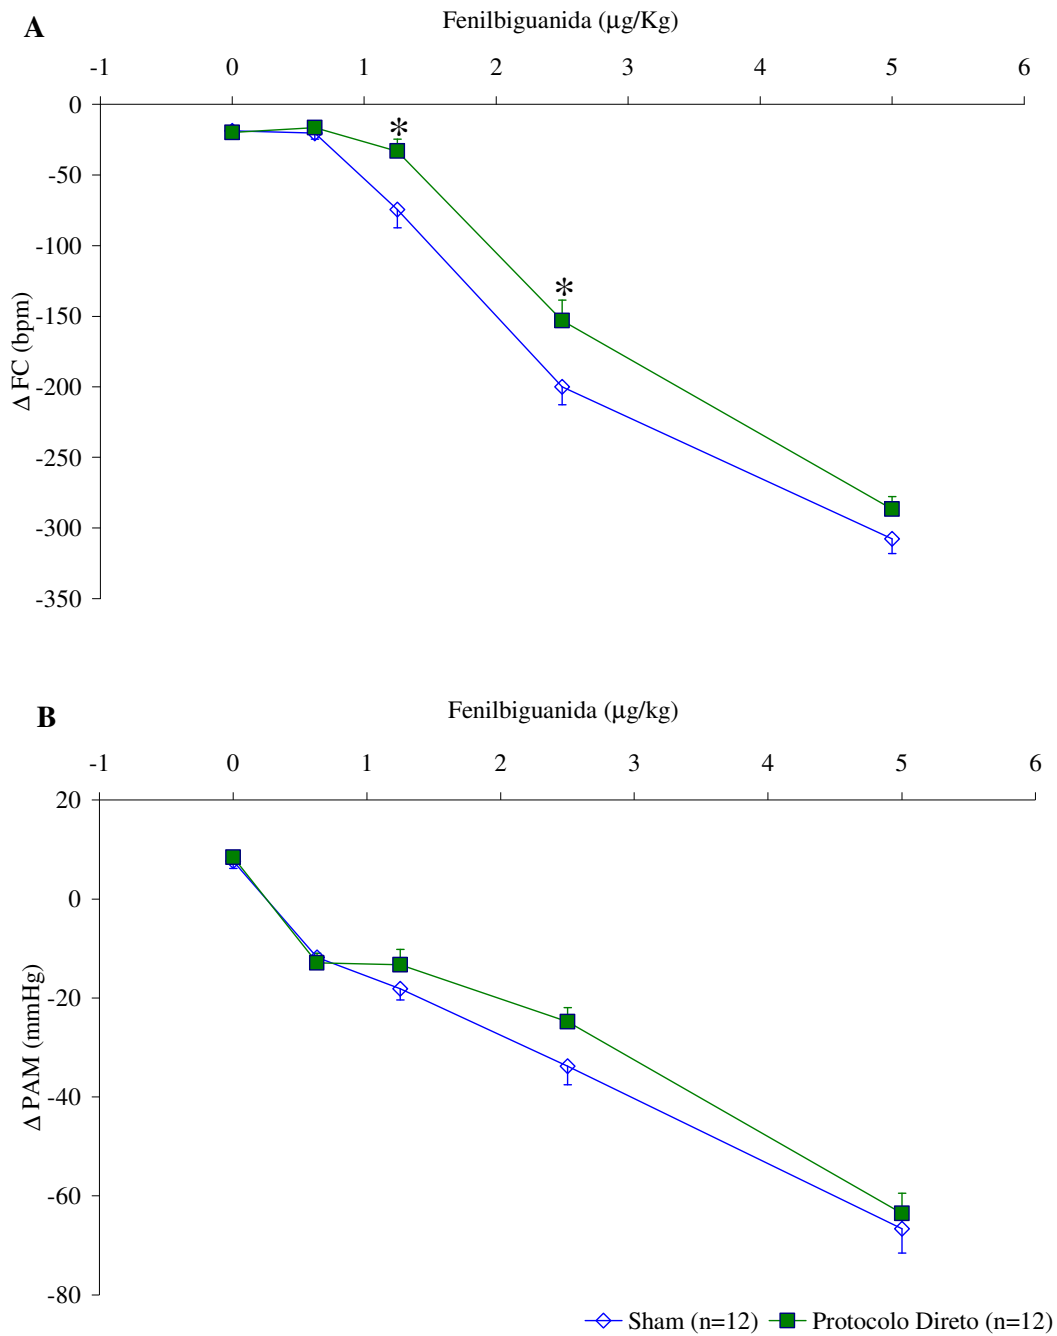 A
Fenilbiguanida (μg/Kg)
-1 0 1 2 3 4 5 6
0
-50
-100
-150
-200
-250
-300
-350
Δ FC (bpm)
*
*
B
Fenilbiguanida (μg/kg)
-1 0 1 2 3 4 5 6
20
0
-20
-40
-60
-80
Δ PAM (mmHg)
Sham (n=12) Protocolo Direto (n=12)